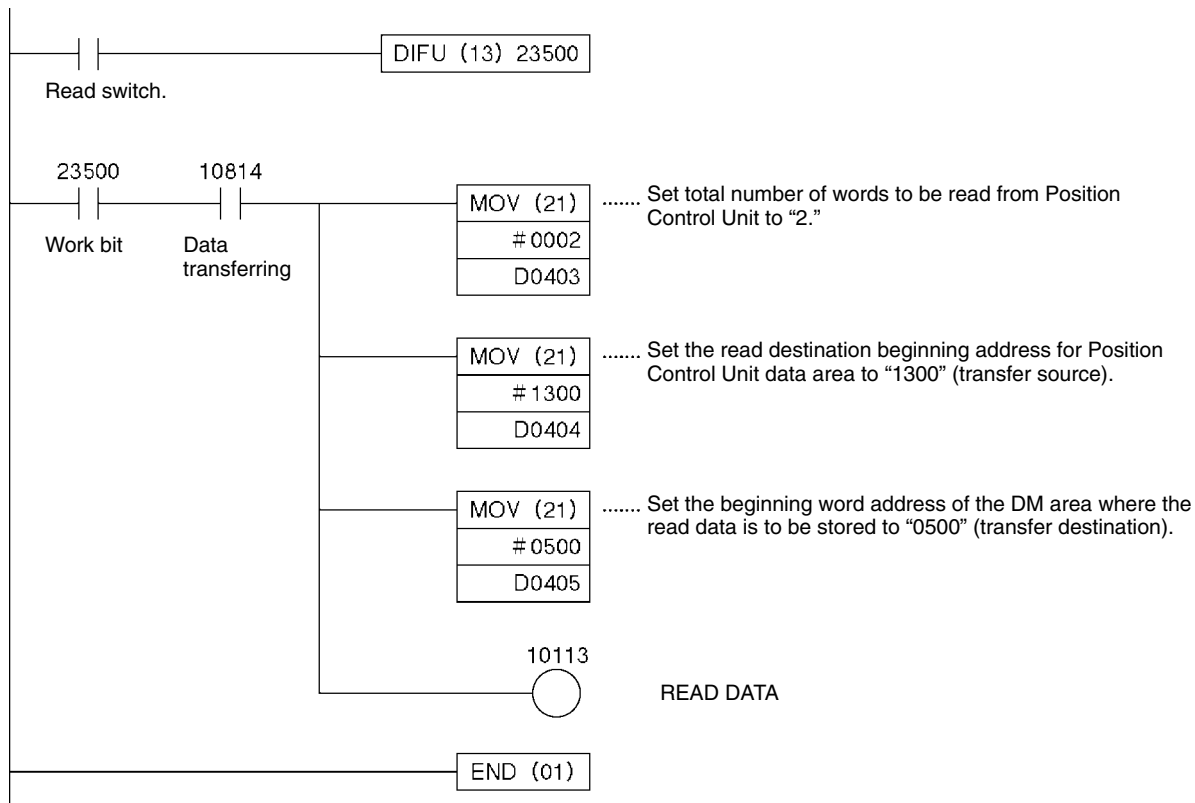 DIFU (13) 23500
Read switch.
23500
10814
Work bit
Data
transferring
MOV (21)
#0002
D0403
....... Set total number of words to be read from Position
Control Unit to “2.”
MOV (21)
#1300
D0404
....... Set the read destination beginning address for Position
Control Unit data area to “1300” (transfer source).
MOV (21)
#0500
D0405
....... Set the beginning word address of the DM area where the
read data is to be stored to “0500” (transfer destination).
10113
READ DATA
END (01)